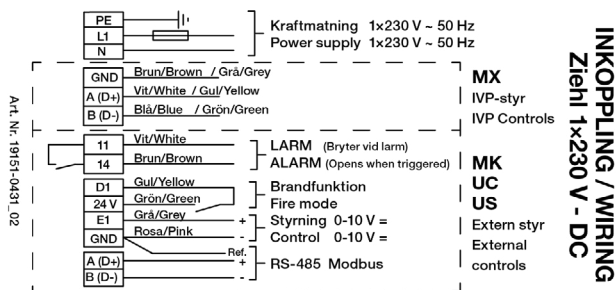 PE
L1
N
Kraftmatning 1×230 V ~ 50 Hz
Power supply 1×230 V ~ 50 Hz
INKOPPLING / WIRING
Ziehl 1×230 V - DC
GND Brun/Brown / Grå/Grey
A (D+) Vit/White / Gul/Yellow
B (D-) Blå/Blue / Grön/Green
MX
IVP-styr
IVP Controls
Art. Nr. 19151-0431_02
11 Vit/White
14 Brun/Brown
LARM (Bryter vid larm)
ALARM (Opens when triggered)
D1 Gul/Yellow
24 V Grön/Green
Brandfunktion
Fire mode
E1 Grå/Grey +
GND Rosa/Pink -
Styrning 0-10 V =
Control 0-10 V =
Ref.
A (D+) +
B (D-) -
RS-485 Modbus
MK
UC
US
Extern styr
External
controls